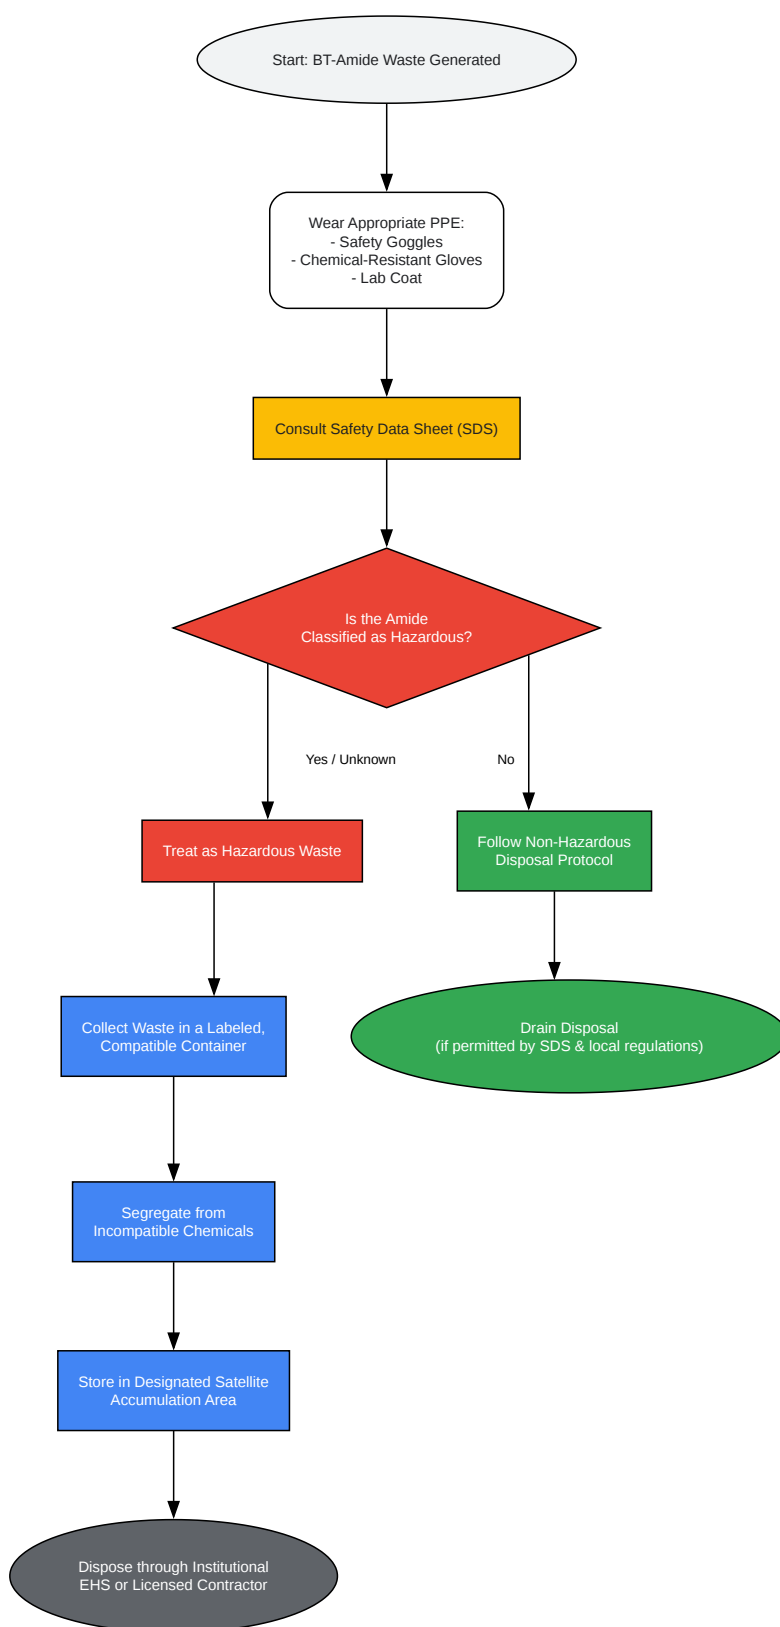 Start: BT-Amide Waste Generated
Wear Appropriate PPE:
- Safety Goggles
- Chemical-Resistant Gloves
- Lab Coat
Consult Safety Data Sheet (SDS)
Is the Amide
Classified as Hazardous?
Yes / Unknown
No
Treat as Hazardous Waste
Follow Non-Hazardous
Disposal Protocol
Collect Waste in a Labeled,
Compatible Container
Drain Disposal
(if permitted by SDS & local regulations)
Segregate from
Incompatible Chemicals
Store in Designated Satellite
Accumulation Area
Dispose through Institutional
EHS or Licensed Contractor